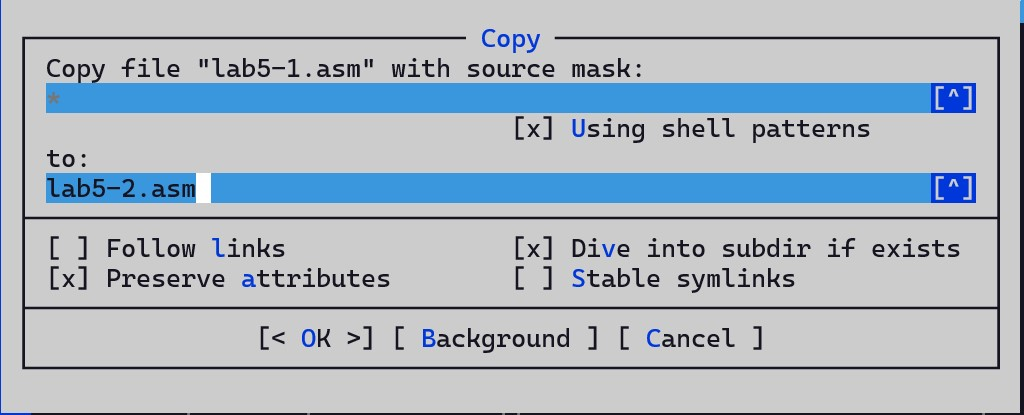 Copy
Copy file "lab5-1.asm" with source mask:
* [^]
[x] Using shell patterns
to:
lab5-2.asm [^]
[ ] Follow links [x] Dive into subdir if exists
[x] Preserve attributes [ ] Stable symlinks
[< OK >] [ Background ] [ Cancel ]